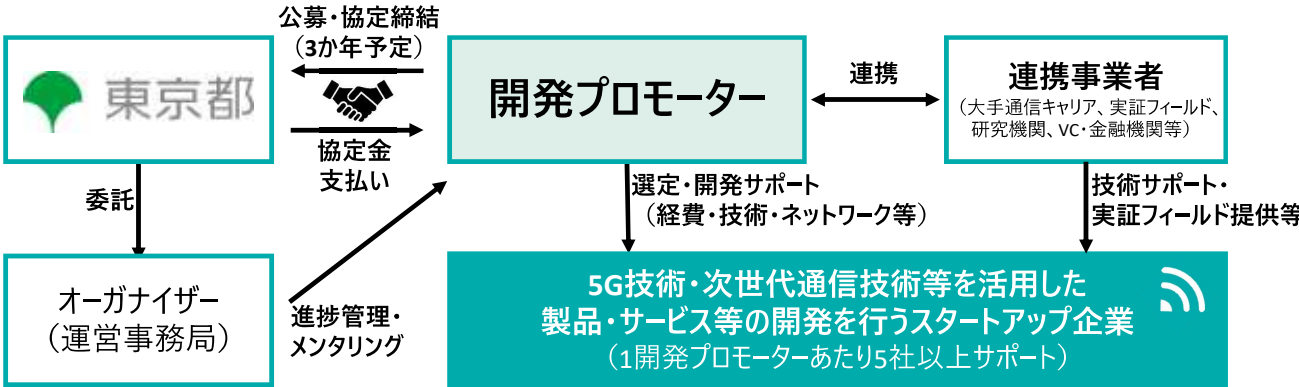 公募・協定締結
（3か年予定）
東京都
協定金
支払い
開発プロモーター
連携
連携事業者
（大手通信キャリア、実証フィールド、
研究機関、VC・金融機関等）
委託
選定・開発サポート
（経費・技術・ネットワーク等）
技術サポート・
実証フィールド提供等
オーガナイザー
（運営事務局）
進捗管理・
メンタリング
5G技術・次世代通信技術等を活用した
製品・サービス等の開発を行うスタートアップ企業
（1開発プロモーターあたり5社以上サポート）